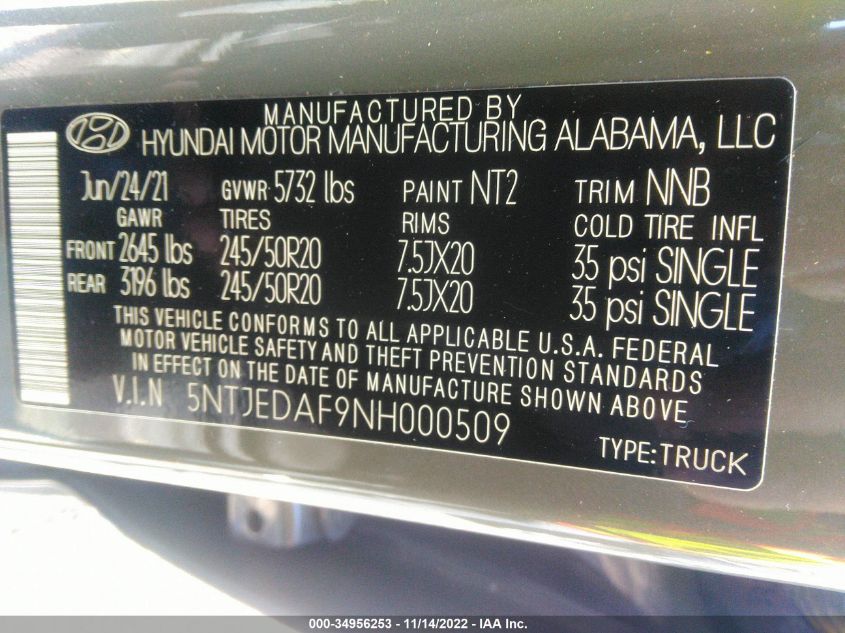 MANUFACTURED BY
HYUNDAI MOTOR MANUFACTURING ALABAMA, LLC
Jun/24/21 GVWR 5732 lbs PAINT NT2 TRIM NNB
GAWR TIRES RIMS COLD TIRE INFL
FRONT 2645 lbs 245/50R20 7.5JX20 35 psi SINGLE
REAR 3196 lbs 245/50R20 7.5JX20 35 psi SINGLE
THIS VEHICLE CONFORMS TO ALL APPLICABLE U.S.A. FEDERAL
MOTOR VEHICLE SAFETY AND THEFT PREVENTION STANDARDS
IN EFFECT ON THE DATE OF MANUFACTURE SHOWN ABOVE
V.I.N 5NTJEDAF9NH000509
TYPE:TRUCK
000-34956253 - 11/14/2022 - IAA Inc.